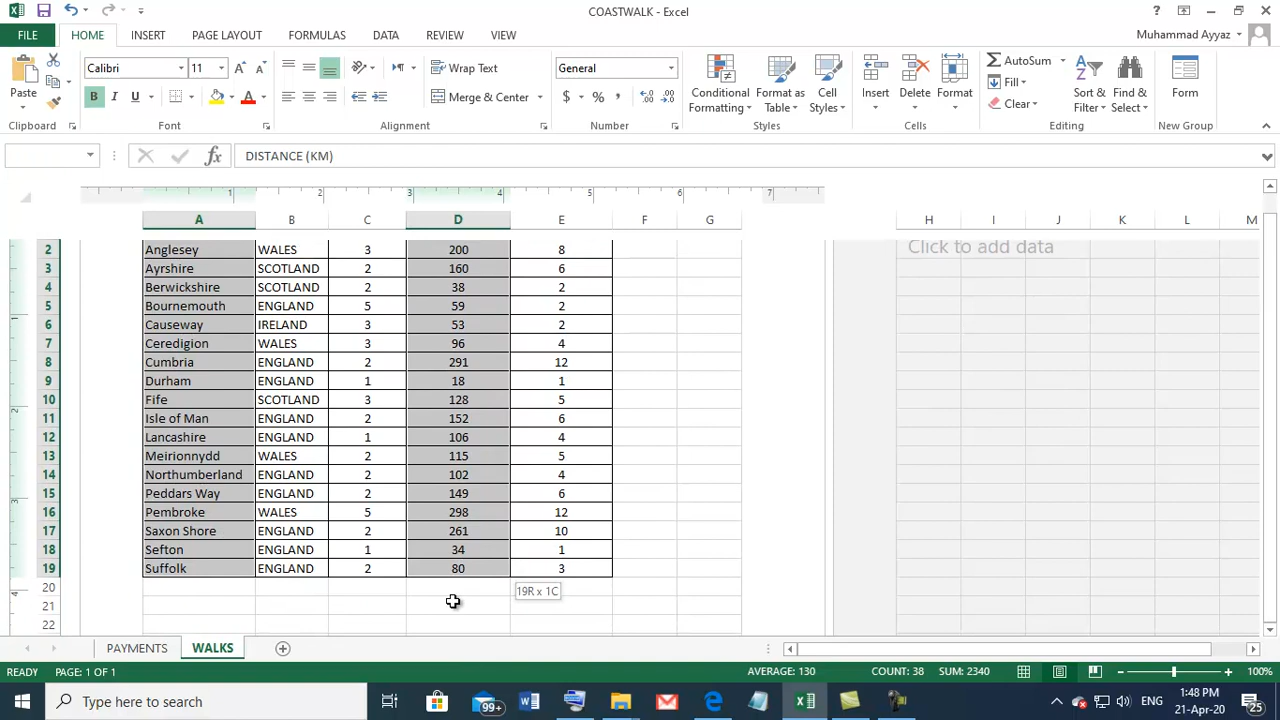 COASTWALK - Excel
FILE HOME INSERT PAGE LAYOUT FORMULAS DATA REVIEW VIEW Muhammad Ayyaz
Paste Calibri 11 Wrap Text General Conditional Formatting Format as Table Cell Styles Insert Delete Format AutoSum Sort & Filter Find & Select Form
B I U Merge & Center $ % , Fill Clear
Clipboard Font Alignment Number Styles Cells Editing New Group
fx DISTANCE (KM)
1 2 3 4 5 6 7
A B C D E F G H I J K L M
2 Anglesey WALES 3 200 8 Click to add data
3 Ayrshire SCOTLAND 2 160 6
4 Berwickshire SCOTLAND 2 38 2
5 Bournemouth ENGLAND 5 59 2
6 Causeway IRELAND 3 53 2
7 Ceredigion WALES 3 96 4
8 Cumbria ENGLAND 2 291 12
9 Durham ENGLAND 1 18 1
10 Fife SCOTLAND 3 128 5
11 Isle of Man ENGLAND 2 152 6
12 Lancashire ENGLAND 1 106 4
13 Meirionnydd WALES 2 115 5
14 Northumberland ENGLAND 2 102 4
15 Peddars Way ENGLAND 2 149 6
16 Pembroke WALES 5 298 12
17 Saxon Shore ENGLAND 2 261 10
18 Sefton ENGLAND 1 34 1
19 Suffolk ENGLAND 2 80 3
20 19R x 1C
21
22
PAYMENTS WALKS
READY PAGE: 1 OF 1 AVERAGE: 130 COUNT: 38 SUM: 2340 100%
Type here to search 99+ ENG 1:48 PM
21-Apr-20 25